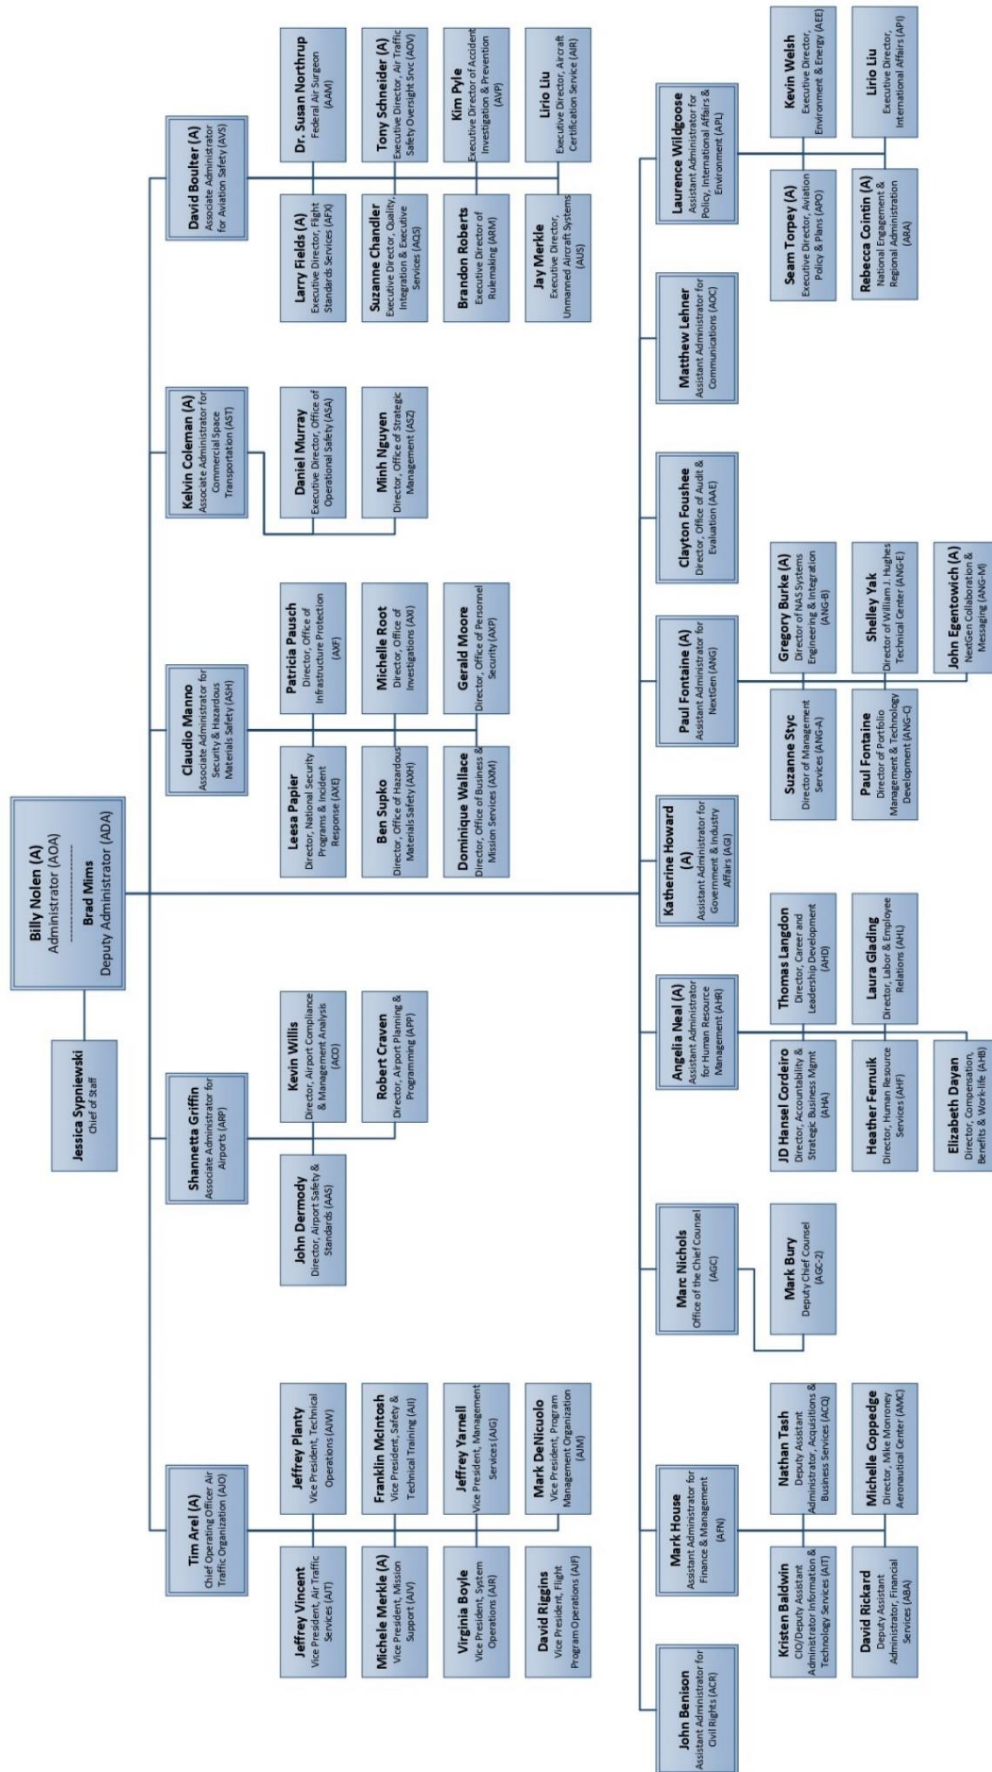 Billy Nolen (A)
Administrator (AOA)
--------------------
Brad Mims
Deputy Administrator (ADA)
Jessica Sypniewski
Chief of Staff
Tim Arel (A)
Chief Operating Officer Air
Traffic Organization (AJO)
Jeffrey Vincent
Vice President, Air Traffic
Services (AJT)
Jeffrey Planty
Vice President, Technical
Operations (AJW)
Michele Merkle (A)
Vice President, Mission
Support (AJV)
Franklin McIntosh
Vice President, Safety &
Technical Training (AJI)
Virginia Boyle
Vice President, System
Operations (AJR)
Jeffrey Yarnell
Vice President, Management
Services (AJG)
David Riggins
Vice President, Flight
Program Operations (AJF)
Mark DeNicuolo
Vice President, Program
Management Organization
(AJM)
Shannetta Griffin
Associate Administrator for
Airports (ARP)
John Dermody
Director, Airport Safety &
Standards (AAS)
Kevin Willis
Director, Airport Compliance
& Management Analysis
(ACO)
Robert Craven
Director, Airport Planning &
Programming (APP)
Claudio Manno
Associate Administrator for
Security & Hazardous
Materials Safety (ASH)
Leesa Papier
Director, National Security
Programs & Incident
Response (AXE)
Patricia Pausch
Director, Office of
Infrastructure Protection
(AXF)
Ben Supko
Director, Office of Hazardous
Materials Safety (AXH)
Michelle Root
Director, Office of
Investigations (AXI)
Dominique Wallace
Director, Office of Business &
Mission Services (AXM)
Gerald Moore
Director, Office of Personnel
Security (AXP)
Kelvin Coleman (A)
Associate Administrator for
Commercial Space
Transportation (AST)
Daniel Murray
Executive Director, Office of
Operational Safety (ASA)
Minh Nguyen
Director, Office of Strategic
Management (ASZ)
David Boulter (A)
Associate Administrator
for Aviation Safety (AVS)
Larry Fields (A)
Executive Director, Flight
Standards Services (AFX)
Dr. Susan Northrup
Federal Air Surgeon
(AAM)
Suzanne Chandler
Executive Director, Quality,
Integration & Executive
Services (AQS)
Tony Schneider (A)
Executive Director, Air Traffic
Safety Oversight Srvc (AOV)
Brandon Roberts
Executive Director of
Rulemaking (ARM)
Kim Pyle
Executive Director of Accident
Investigation & Prevention
(AVP)
Jay Merkle
Executive Director,
Unmanned Aircraft Systems
(AUS)
Lirio Liu
Executive Director, Aircraft
Certification Service (AIR)
John Benison
Assistant Administrator for
Civil Rights (ACR)
Mark House
Assistant Administrator for
Finance & Management
(AFN)
Kristen Baldwin
CIO/Deputy Assistant
Administrator Information &
Technology Services (AIT)
Nathan Tash
Deputy Assistant
Administrator, Acquisitions &
Business Services (ACQ)
David Rickard
Deputy Assistant
Administrator, Financial
Services (ABA)
Michelle Coppedge
Director, Mike Monroney
Aeronautical Center (AMC)
Marc Nichols
Office of the Chief Counsel
(AGC)
Mark Bury
Deputy Chief Counsel
(AGC-2)
Angelia Neal (A)
Assistant Administrator
for Human Resource
Management (AHR)
JD Hansel Cordeiro
Director, Accountability &
Strategic Business Mgmt
(AHA)
Thomas Langdon
Director, Career and
Leadership Development
(AHD)
Heather Fernuik
Director, Human Resource
Services (AHF)
Laura Glading
Director, Labor & Employee
Relations (AHL)
Elizabeth Dayan
Director, Compensation,
Benefits & Work-life (AHB)
Katherine Howard
(A)
Assistant Administrator for
Government & Industry
Affairs (AGI)
Paul Fontaine (A)
Assistant Administrator for
NextGen (ANG)
Suzanne Styc
Director of Management
Services (ANG-A)
Gregory Burke (A)
Director of NAS Systems
Engineering & Integration
(ANG-B)
Paul Fontaine
Director of Portfolio
Management & Technology
Development (ANG-C)
Shelley Yak
Director of William J. Hughes
Technical Center (ANG-E)
John Egentowich (A)
NextGen Collaboration &
Messaging (ANG-M)
Clayton Foushee
Director, Office of Audit &
Evaluation (AAE)
Matthew Lehner
Assistant Administrator for
Communications (AOC)
Laurence Wildgoose
Assistant Administrator for
Policy, International Affairs &
Environment (APL)
Seam Torpey (A)
Executive Director, Aviation
Policy & Plans (APO)
Kevin Welsh
Executive Director,
Environment & Energy (AEE)
Rebecca Cointin (A)
National Engagement &
Regional Administration
(ARA)
Lirio Liu
Executive Director,
International Affairs (API)